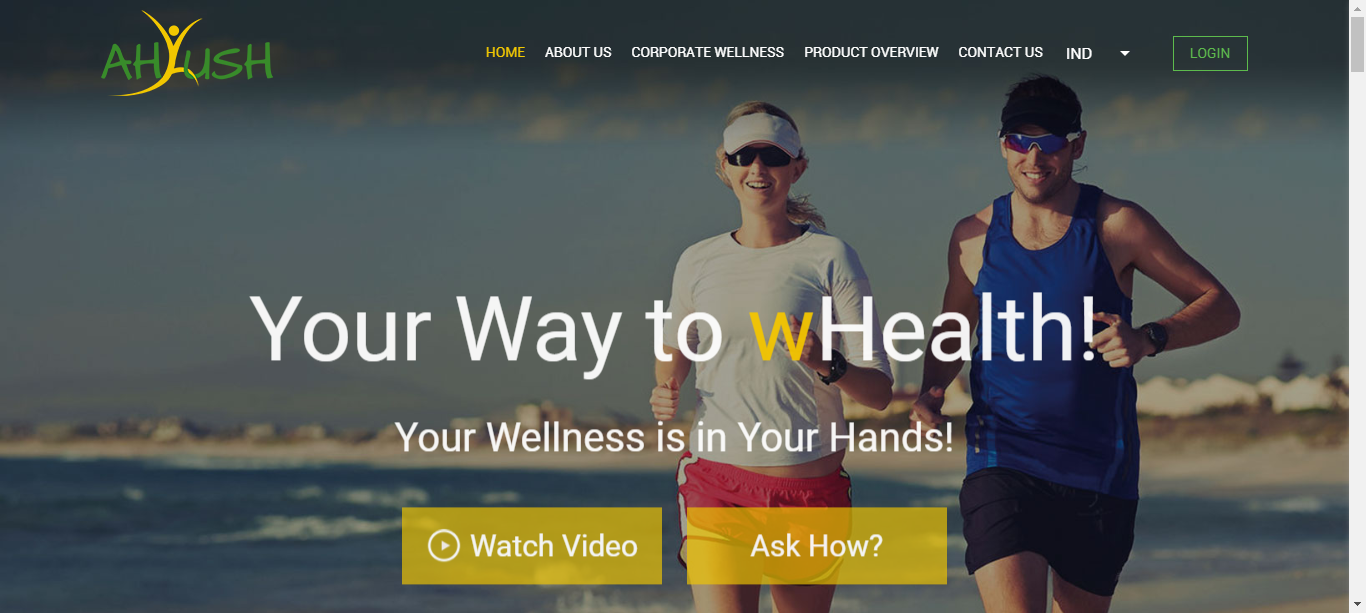 AHYUSH
HOME ABOUT US CORPORATE WELLNESS PRODUCT OVERVIEW CONTACT US IND LOGIN
Your Way to wHealth!
Your Wellness is in Your Hands!
Watch Video Ask How?